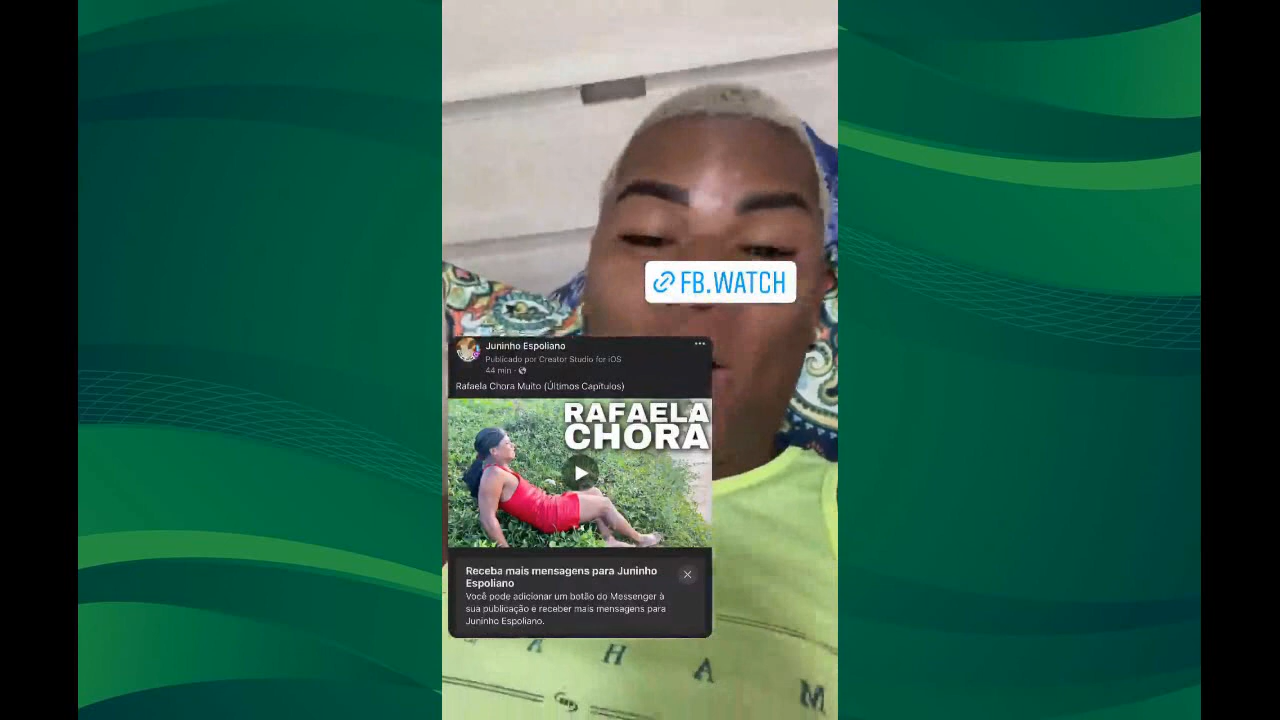 FB.WATCH
Juninho Espoliano
Publicado por Creator Studio for iOS
44 min ·
Rafaela Chora Muito (Últimos Capítulos)
RAFAELA
CHORA
Receba mais mensagens para Juninho
Espoliano
Você pode adicionar um botão do Messenger à
sua publicação e receber mais mensagens para
Juninho Espoliano.
H A M